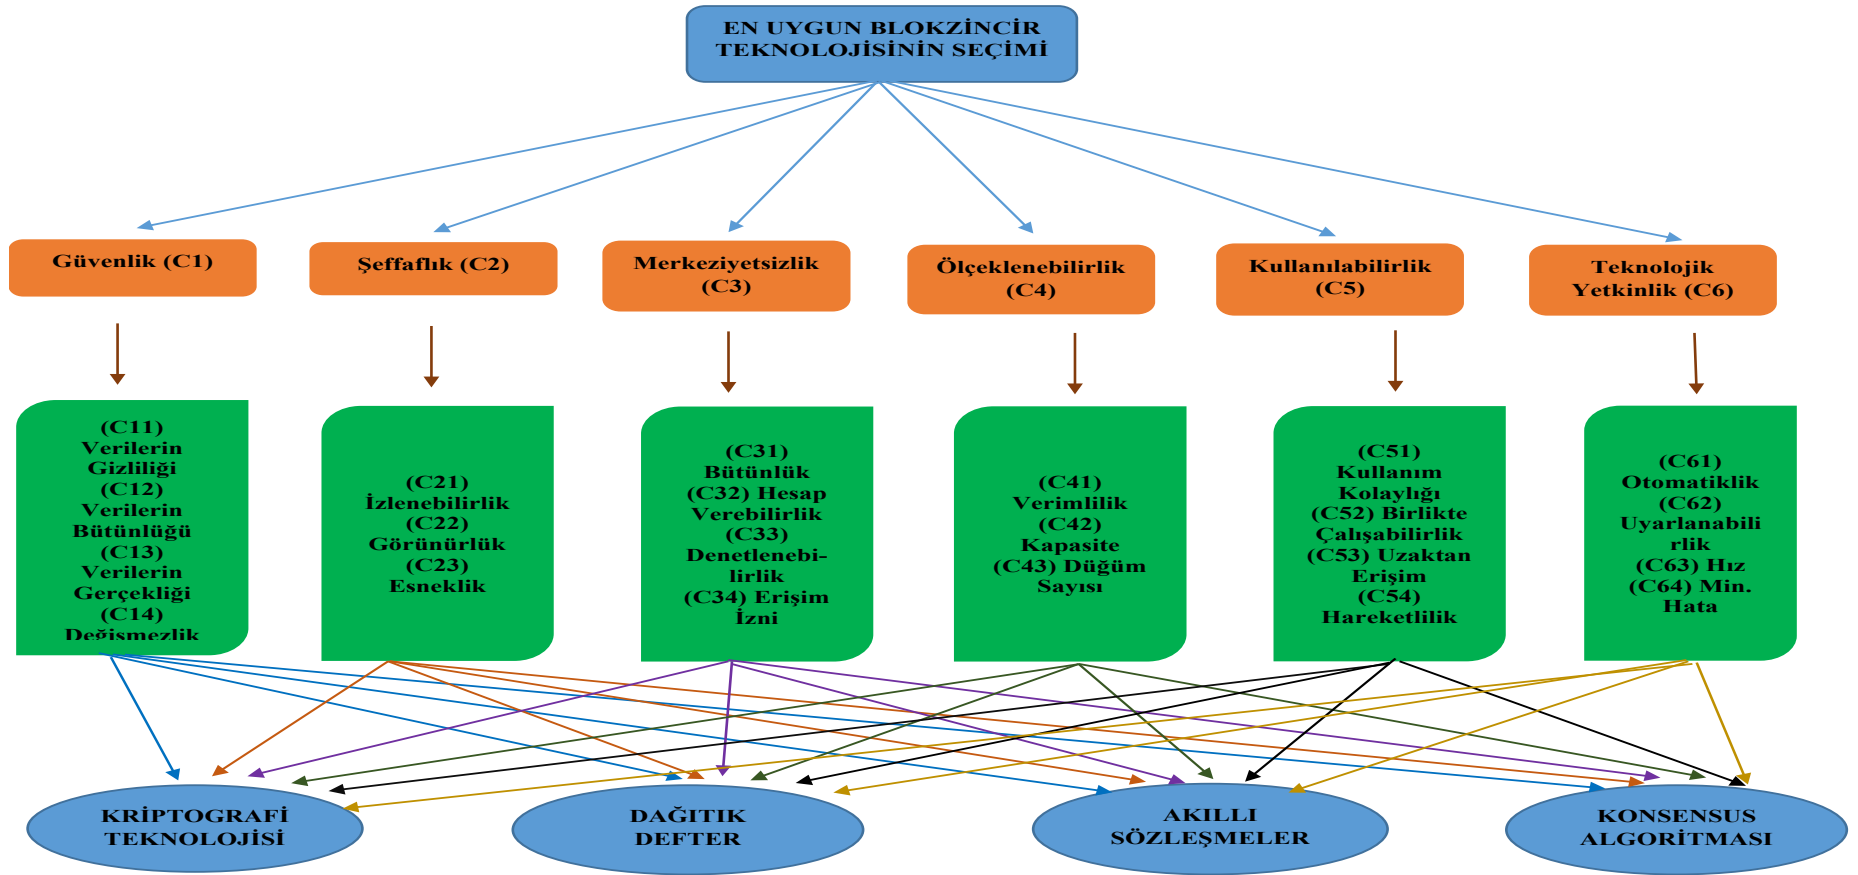 EN UYGUN BLOKZİNCİR
TEKNOLOJİSİNİN SEÇİMİ
Güvenlik (C1)
Şeffaflık (C2)
Merkeziyetsizlik
(C3)
Ölçeklenebilirlik
(C4)
Kullanılabilirlik
(C5)
Teknolojik
Yetkinlik (C6)
(C11)
Verilerin
Gizliliği
(C12)
Verilerin
Bütünlüğü
(C13)
Verilerin
Gerçekliği
(C14)
Değişmezlik
(C21)
İzlenebilirlik
(C22)
Görünürlük
(C23)
Esneklik
(C31)
Bütünlük
(C32) Hesap
Verebilirlik
(C33)
Denetlenebi-
lirlik
(C34) Erişim
İzni
(C41)
Verimlilik
(C42)
Kapasite
(C43) Düğüm
Sayısı
(C51)
Kullanım
Kolaylığı
(C52) Birlikte
Çalışabilirlik
(C53) Uzaktan
Erişim
(C54)
Hareketlilik
(C61)
Otomatiklik
(C62)
Uyarlanabili
rlik
(C63) Hız
(C64) Min.
Hata
KRİPTOGRAFİ
TEKNOLOJİSİ
DAĞITIK
DEFTER
AKILLI
SÖZLEŞMELER
KONSENSUS
ALGORİTMASI